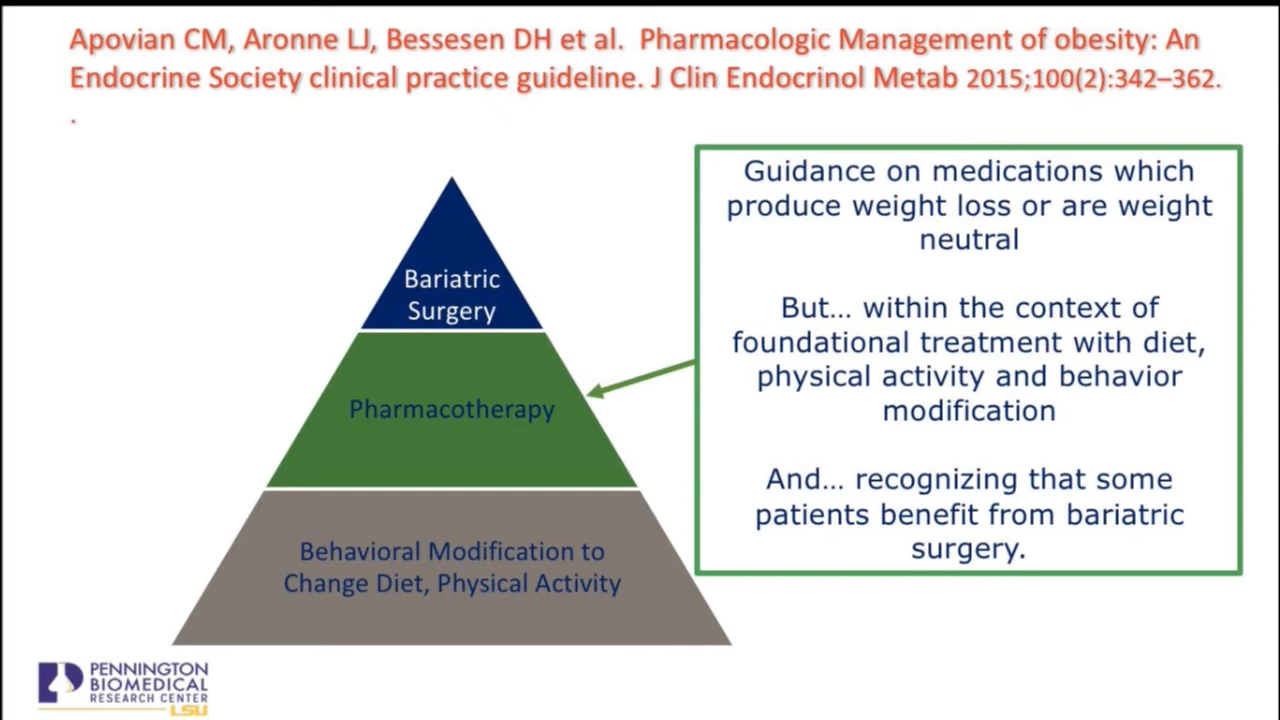 Apovian CM, Aronne LJ, Bessesen DH et al. Pharmacologic Management of obesity: An
Endocrine Society clinical practice guideline. J Clin Endocrinol Metab 2015;100(2):342–362.
.
Bariatric
Surgery
Pharmacotherapy
Behavioral Modification to
Change Diet, Physical Activity
Guidance on medications which
produce weight loss or are weight
neutral
But... within the context of
foundational treatment with diet,
physical activity and behavior
modification
And... recognizing that some
patients benefit from bariatric
surgery.
PENNINGTON
BIOMEDICAL
RESEARCH CENTER
LSU